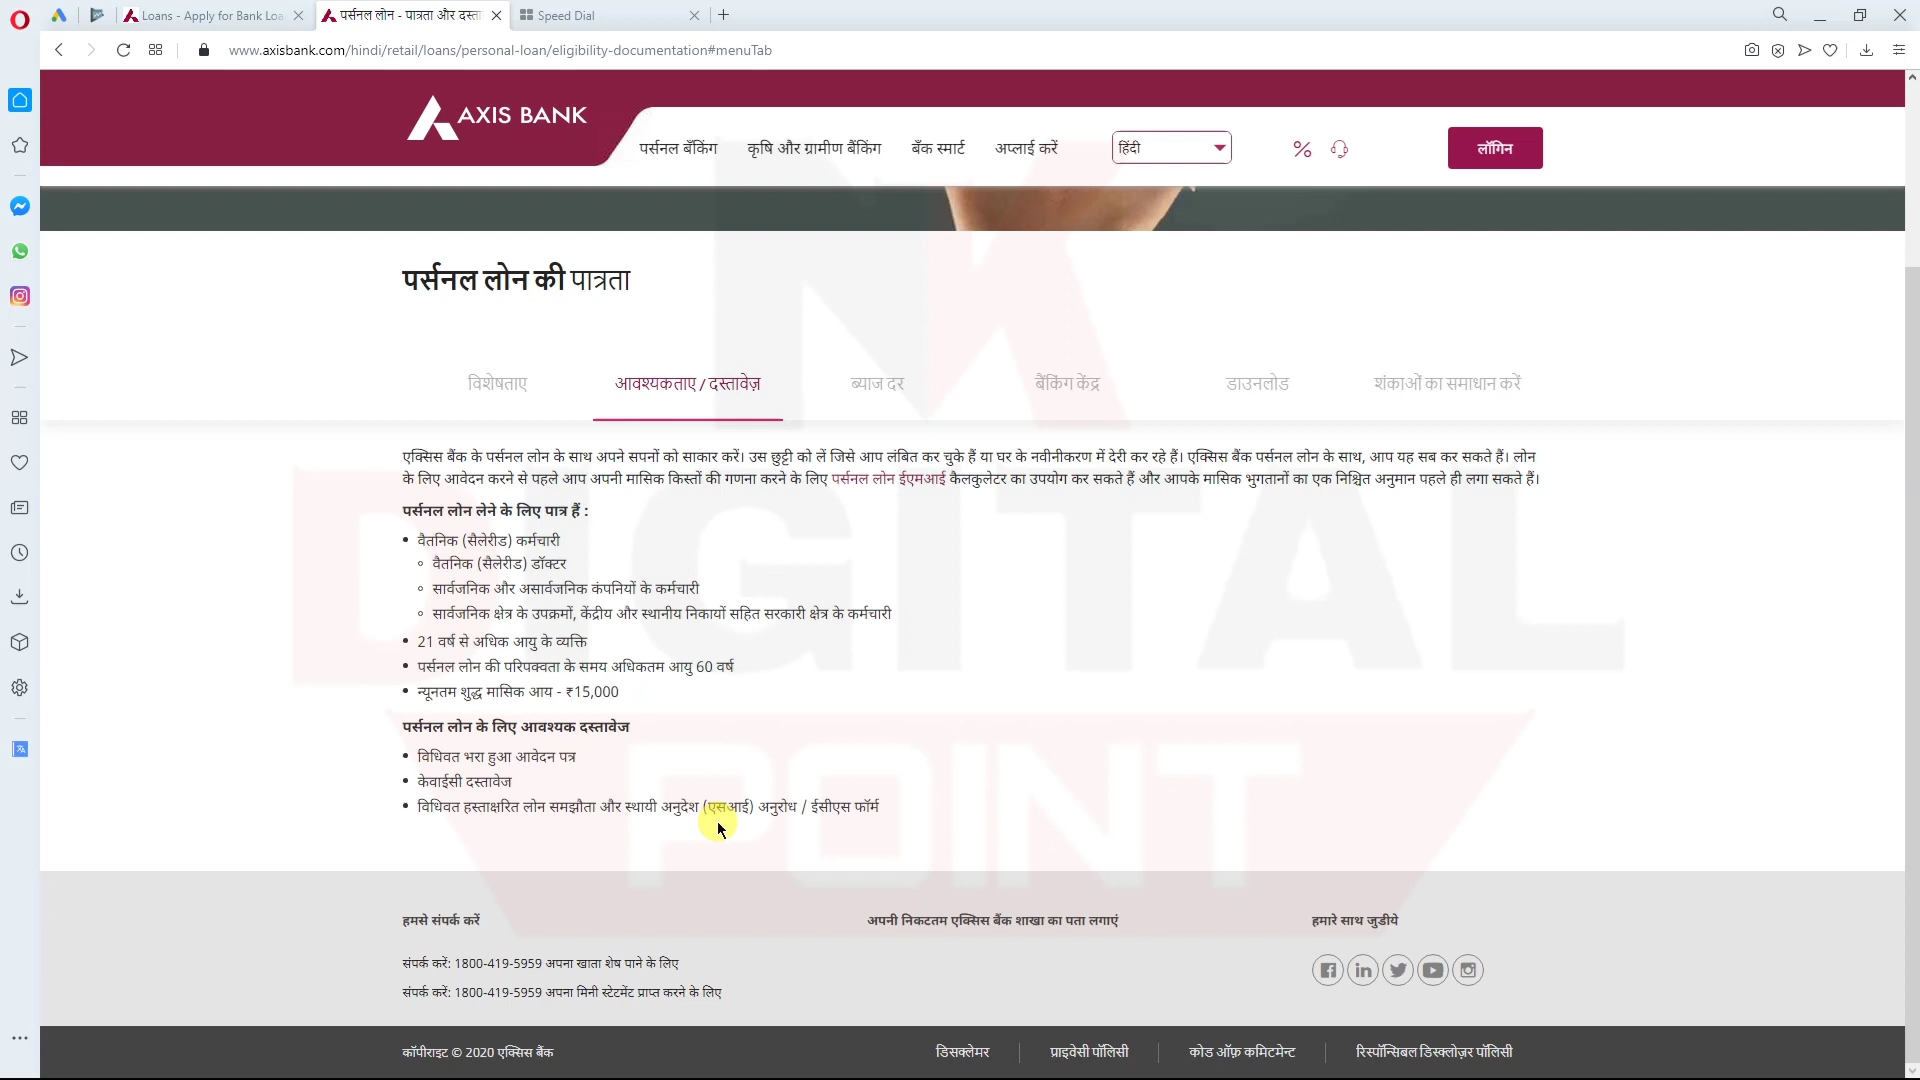 Loans - Apply for Bank Loa
पर्सनल लोन - पात्रता और दस्ता
Speed Dial
www.axisbank.com/hindi/retail/loans/personal-loan/eligibility-documentation#menuTab
AXIS BANK
पर्सनल बैंकिंग कृषि और ग्रामीण बैंकिंग बैंक स्मार्ट अप्लाई करें हिंदी लॉगिन
पर्सनल लोन की पात्रता
विशेषताए आवश्यकताए / दस्तावेज़ ब्याज दर बैंकिंग केंद्र डाउनलोड शंकाओं का समाधान करें
एक्सिस बैंक के पर्सनल लोन के साथ अपने सपनों को साकार करें। उस छुट्टी को लें जिसे आप लंबित कर चुके हैं या घर के नवीनीकरण में देरी कर रहे हैं। एक्सिस बैंक पर्सनल लोन के साथ, आप यह सब कर सकते हैं। लोन
के लिए आवेदन करने से पहले आप अपनी मासिक किस्तों की गणना करने के लिए पर्सनल लोन ईएमआई कैलकुलेटर का उपयोग कर सकते हैं और आपके मासिक भुगतानों का एक निश्चित अनुमान पहले ही लगा सकते हैं।
पर्सनल लोन लेने के लिए पात्र हैं :
वैतनिक (सैलेरीड) कर्मचारी
वैतनिक (सैलेरीड) डॉक्टर
सार्वजनिक और असार्वजनिक कंपनियों के कर्मचारी
सार्वजनिक क्षेत्र के उपक्रमों, केंद्रीय और स्थानीय निकायों सहित सरकारी क्षेत्र के कर्मचारी
21 वर्ष से अधिक आयु के व्यक्ति
पर्सनल लोन की परिपक्वता के समय अधिकतम आयु 60 वर्ष
न्यूनतम शुद्ध मासिक आय - ₹15,000
पर्सनल लोन के लिए आवश्यक दस्तावेज
विधिवत भरा हुआ आवेदन पत्र
केवाईसी दस्तावेज
विधिवत हस्ताक्षरित लोन समझौता और स्थायी अनुदेश (एसआई) अनुरोध / ईसीएस फॉर्म
DIGITAL
POINT
हमसे संपर्क करें अपनी निकटतम एक्सिस बैंक शाखा का पता लगाएं हमारे साथ जुडीये
संपर्क करें: 1800-419-5959 अपना खाता शेष पाने के लिए
संपर्क करें: 1800-419-5959 अपना मिनी स्टेटमेंट प्राप्त करने के लिए
कॉपीराइट © 2020 एक्सिस बैंक डिसक्लेमर प्राइवेसी पॉलिसी कोड ऑफ़ कमिटमेन्ट रिस्पॉन्सिबल डिस्क्लोज़र पॉलिसी